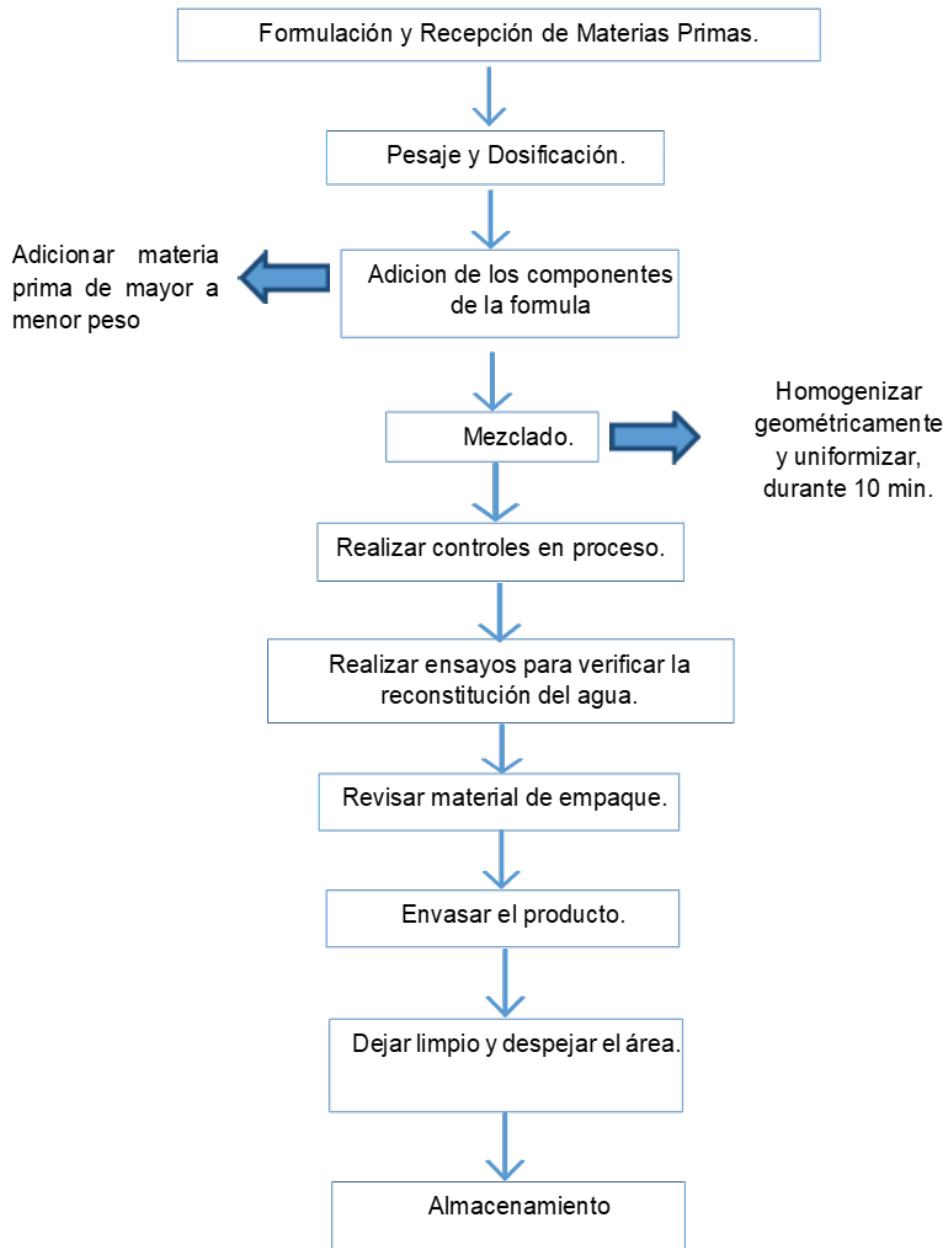 Formulación y Recepción de Materias Primas.
Pesaje y Dosificación.
Adicionar materia
prima de mayor a
menor peso
Adicion de los componentes
de la formula
Mezclado.
Homogenizar
geométricamente
y uniformizar,
durante 10 min.
Realizar controles en proceso.
Realizar ensayos para verificar la
reconstitución del agua.
Revisar material de empaque.
Envasar el producto.
Dejar limpio y despejar el área.
Almacenamiento